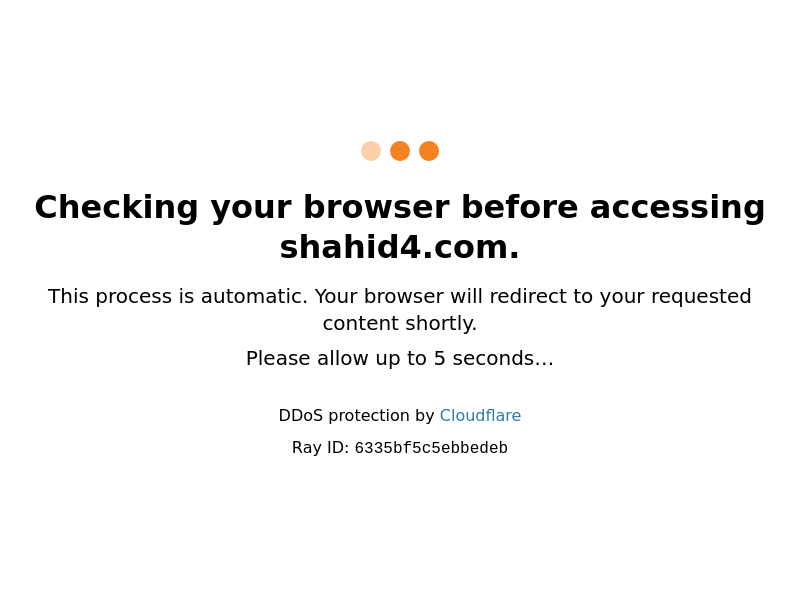 Checking your browser before accessing
shahid4.com.
This process is automatic. Your browser will redirect to your requested
content shortly.
Please allow up to 5 seconds…
DDoS protection by Cloudflare
Ray ID: 6335bf5c5ebbedeb